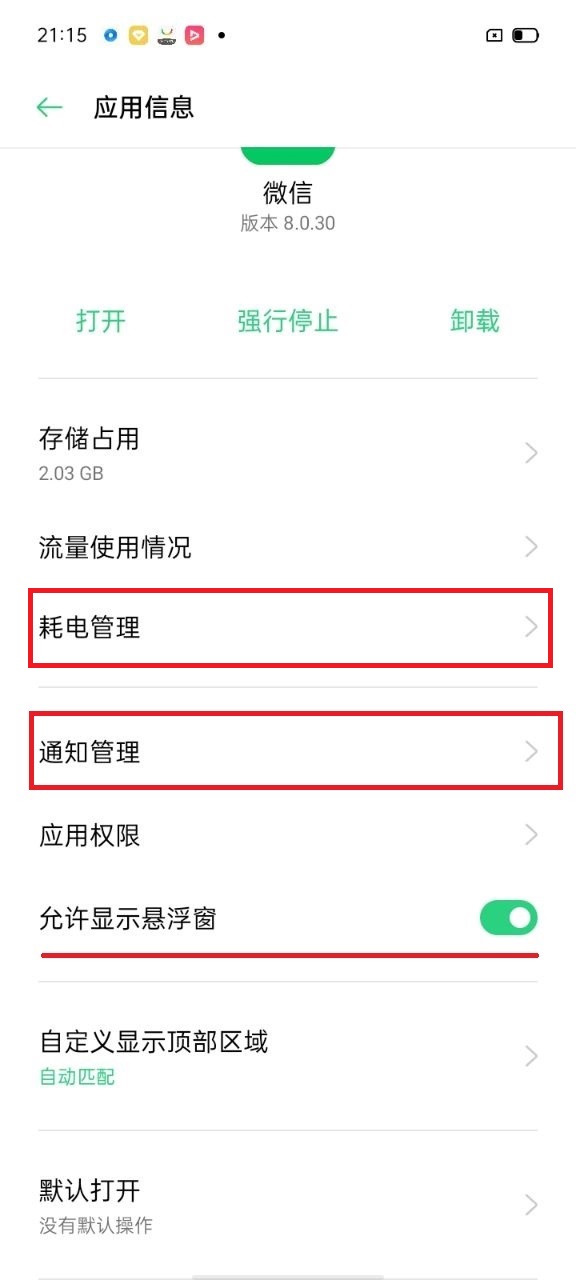 21:15
应用信息
微信
版本 8.0.30
打开 强行停止 卸载
存储占用
2.03 GB
流量使用情况
耗电管理
通知管理
应用权限
允许显示悬浮窗
自定义显示顶部区域
自动匹配
默认打开
没有默认操作